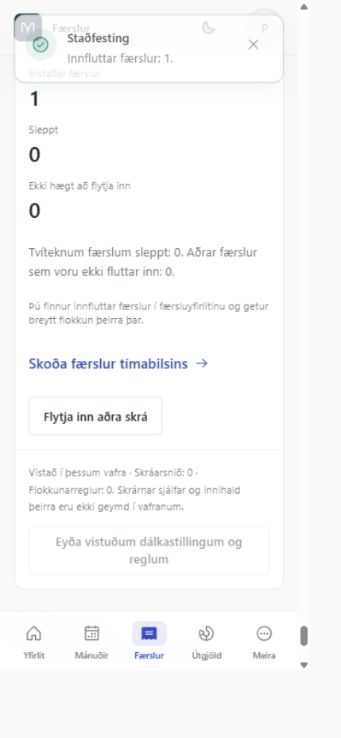 M Færslur P
Staðfesting
Innfluttar færslur: 1.
Vistaðar færslur
1
Sleppt
0
Ekki hægt að flytja inn
0
Tvíteknum færslum sleppt: 0. Aðrar færslur
sem voru ekki fluttar inn: 0.
Þú finnur innfluttar færslur í færsluyfirlitinu og getur
breytt flokkun þeirra þar.
Skoða færslur tímabilsins →
Flytja inn aðra skrá
Vistað í þessum vafra · Skráarsnið: 0 ·
Flokkunarreglur: 0. Skrárnar sjálfar og innihald
þeirra eru ekki geymd í vafranum.
Eyða vistuðum dálkastillingum og
reglum
Yfirlit Mánuðir Færslur Útgjöld Meira